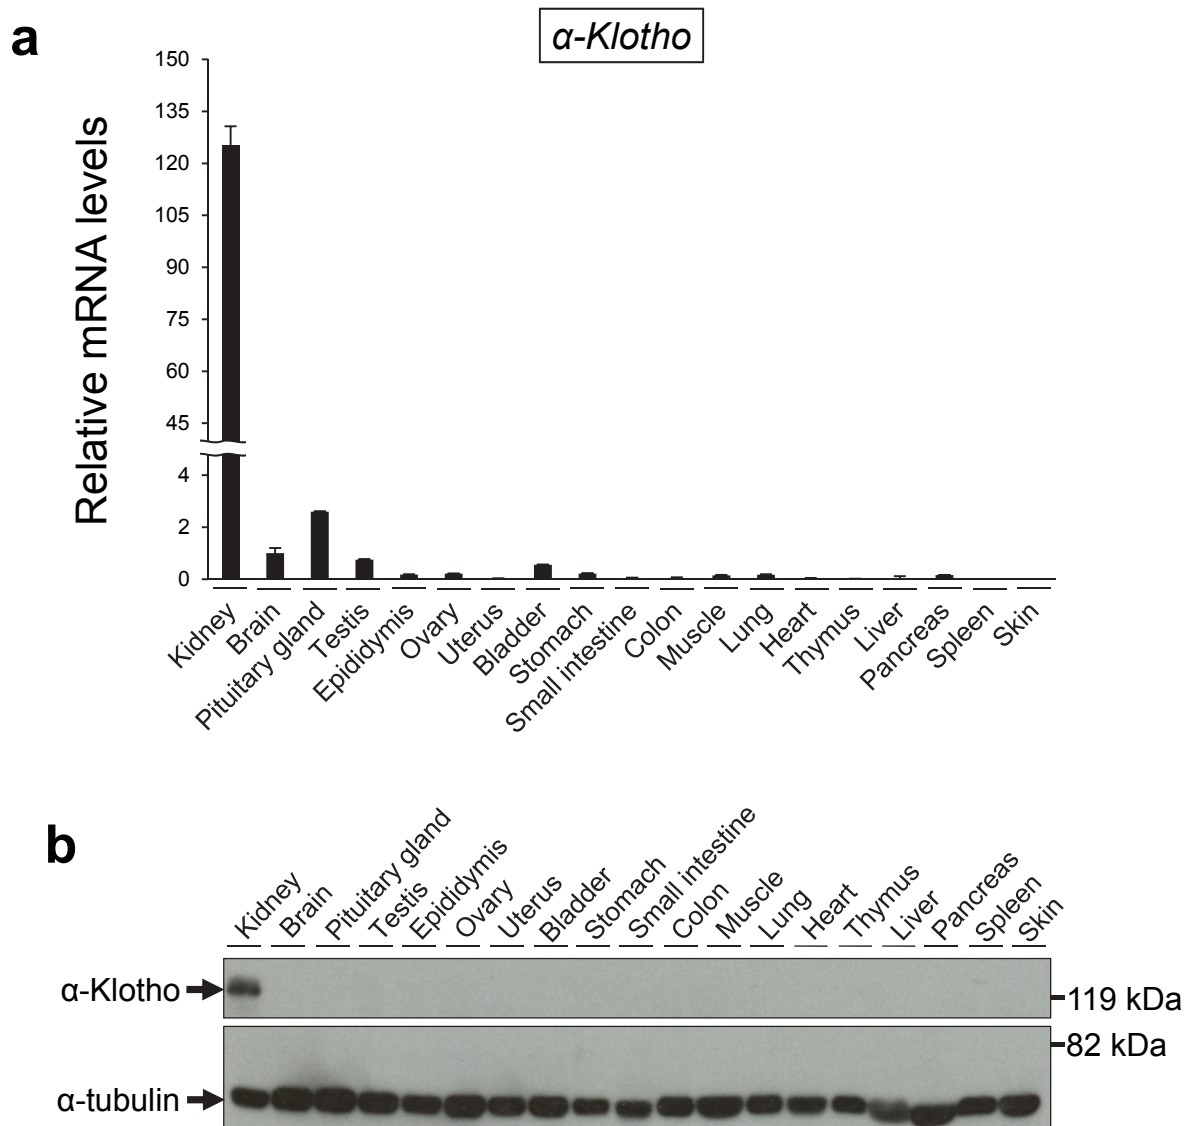 a
α-Klotho
Relative mRNA levels
150
135
120
105
90
75
60
45
4
2
0
Kidney
Brain
Pituitary gland
Testis
Epididymis
Ovary
Uterus
Bladder
Stomach
Small intestine
Colon
Muscle
Lung
Heart
Thymus
Liver
Pancreas
Spleen
Skin
b
Kidney
Brain
Pituitary gland
Testis
Epididymis
Ovary
Uterus
Bladder
Stomach
Small intestine
Colon
Muscle
Lung
Heart
Thymus
Liver
Pancreas
Spleen
Skin
α-Klotho
119 kDa
82 kDa
α-tubulin